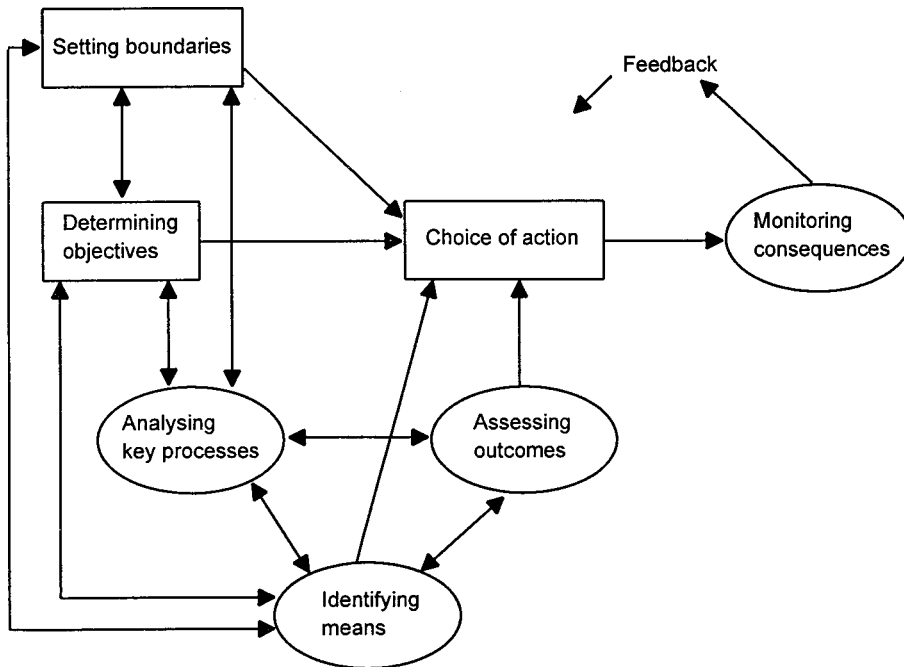 Setting boundaries
Feedback
Determining
objectives
Choice of action
Monitoring
consequences
Analysing
key processes
Assessing
outcomes
Identifying
means